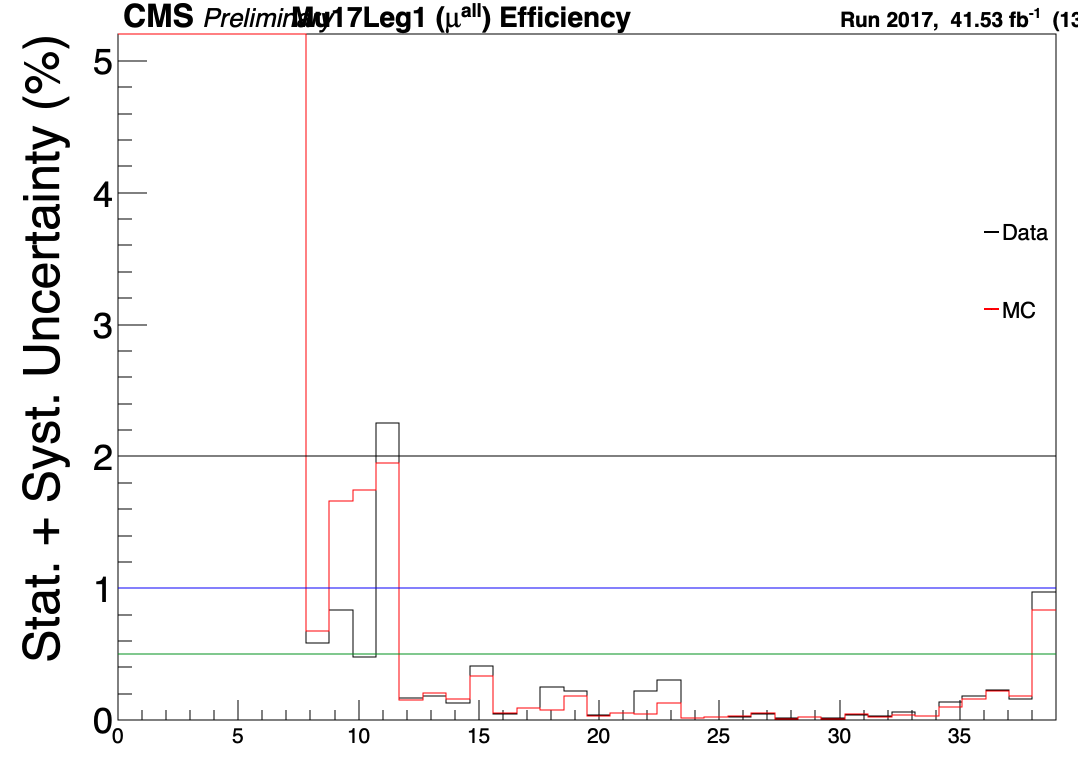 CMS Preliminary Mu17Leg1 (μall) Efficiency Run 2017, 41.53 fb-1 (13
Stat. + Syst. Uncertainty (%)
5
4
3
2
1
0
Data
MC
0 5 10 15 20 25 30 35